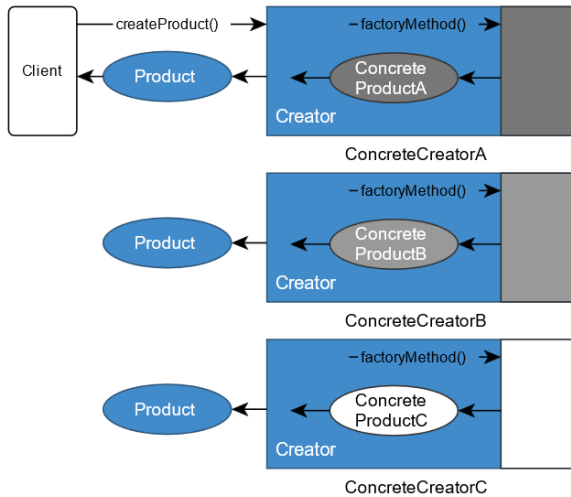 createProduct()
factoryMethod()
Client
Product
Concrete
ProductA
Creator
ConcreteCreatorA
factoryMethod()
Product
Concrete
ProductB
Creator
ConcreteCreatorB
factoryMethod()
Product
Concrete
ProductC
Creator
ConcreteCreatorC